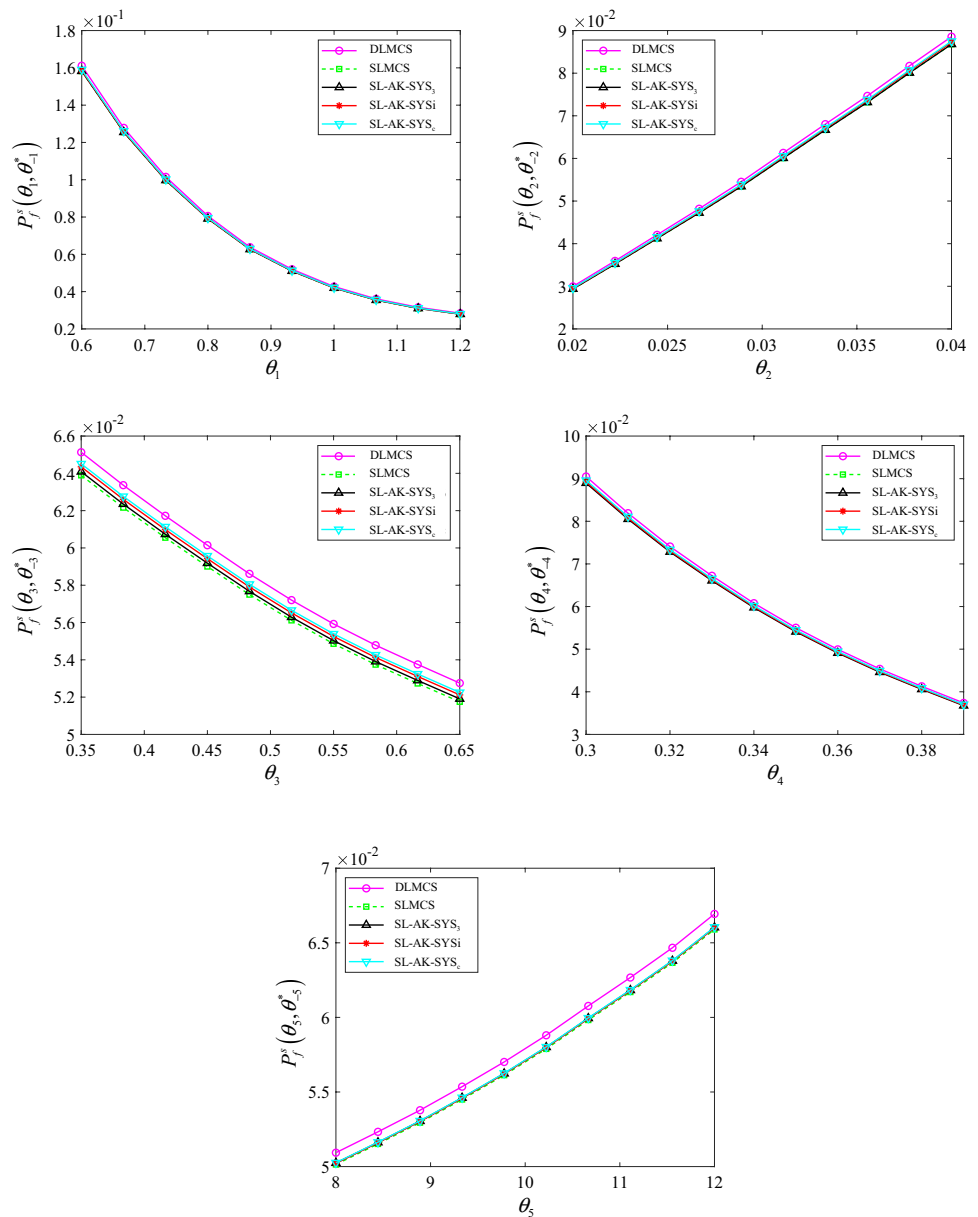 ×10⁻¹
1.8
1.6
1.4
1.2
1
0.8
0.6
0.4
0.2
0.6 0.7 0.8 0.9 1 1.1 1.2
P_f^s(θ₁, θ*₋₁)
θ₁
DLMCS
SLMCS
SL-AK-SYS₃
SL-AK-SYSi
SL-AK-SYS_c
×10⁻²
9
8
7
6
5
4
3
2
0.02 0.025 0.03 0.035 0.04
P_f^s(θ₂, θ*₋₂)
θ₂
DLMCS
SLMCS
SL-AK-SYS₃
SL-AK-SYSi
SL-AK-SYS_c
×10⁻²
6.6
6.4
6.2
6
5.8
5.6
5.4
5.2
5
0.35 0.4 0.45 0.5 0.55 0.6 0.65
P_f^s(θ₃, θ*₋₃)
θ₃
DLMCS
SLMCS
SL-AK-SYS₃
SL-AK-SYSi
SL-AK-SYS_c
×10⁻²
10
9
8
7
6
5
4
3
0.3 0.32 0.34 0.36 0.38
P_f^s(θ₄, θ*₋₄)
θ₄
DLMCS
SLMCS
SL-AK-SYS₃
SL-AK-SYSi
SL-AK-SYS_c
×10⁻²
7
6.5
6
5.5
5
8 9 10 11 12
P_f^s(θ₅, θ*₋₅)
θ₅
DLMCS
SLMCS
SL-AK-SYS₃
SL-AK-SYSi
SL-AK-SYS_c